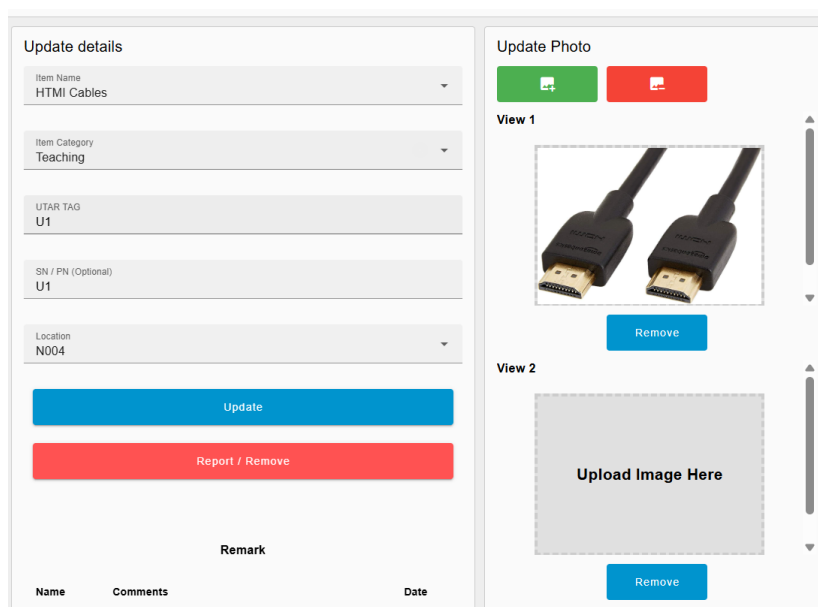 Update details
Item Name
HTMI Cables
Item Category
Teaching
UTAR TAG
U1
SN / PN (Optional)
U1
Location
N004
Update
Report / Remove
Remark
Name Comments Date
Update Photo
View 1
Remove
View 2
Upload Image Here
Remove